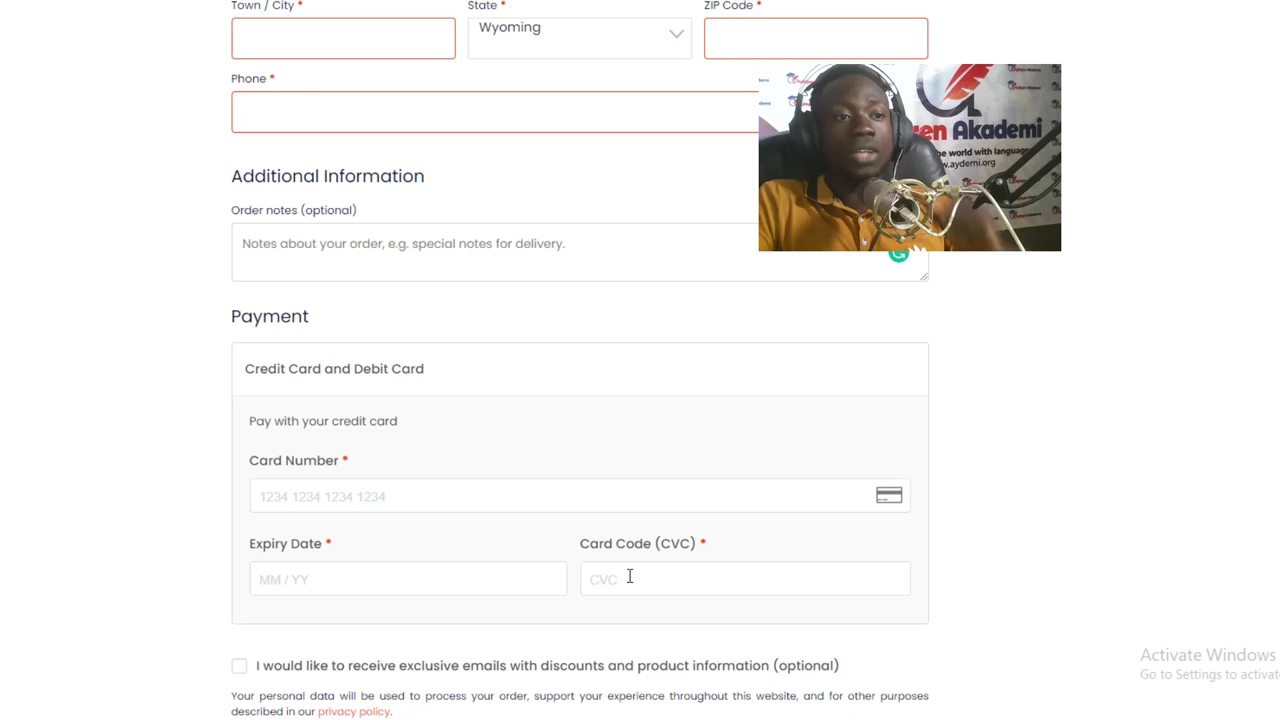 Town / City *
State *
ZIP Code *
Wyoming
Phone *
Akademi
the world with language
www.aydemi.org
Additional Information
Order notes (optional)
Notes about your order, e.g. special notes for delivery.
Payment
Credit Card and Debit Card
Pay with your credit card
Card Number *
1234 1234 1234 1234
Expiry Date *
Card Code (CVC) *
MM / YY
CVC
I would like to receive exclusive emails with discounts and product information (optional)
Your personal data will be used to process your order, support your experience throughout this website, and for other purposes
described in our privacy policy.
Activate Windows
Go to Settings to activat